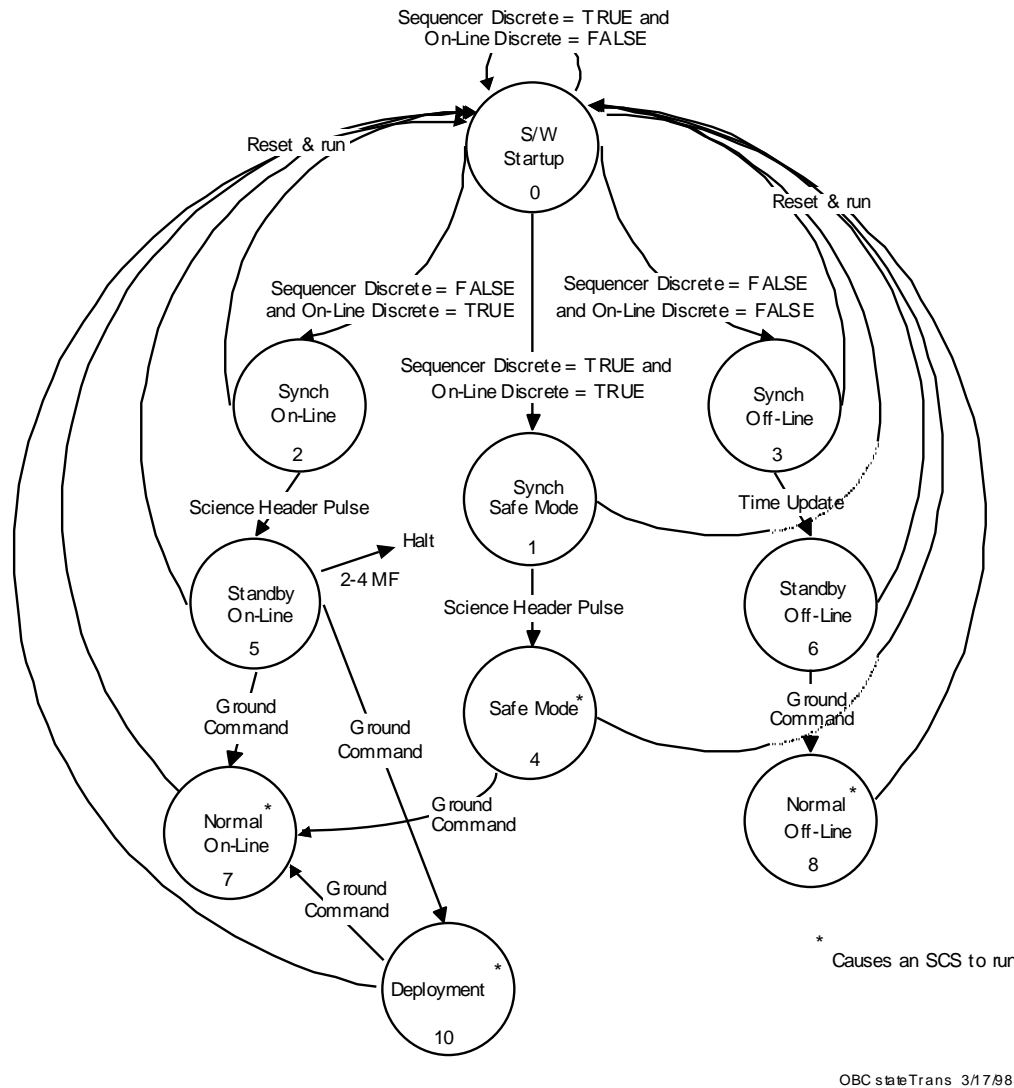 Sequencer Discrete = TRUE and
On-Line Discrete = FALSE
S/W
Startup
0
Reset & run
Reset & run
Sequencer Discrete = FALSE
and On-Line Discrete = TRUE
Sequencer Discrete = FALSE
and On-Line Discrete = FALSE
Sequencer Discrete = TRUE and
On-Line Discrete = TRUE
Synch
On-Line
2
Synch
Off-Line
3
Synch
Safe Mode
1
Science Header Pulse
Time Update
Halt
2-4 MF
Standby
On-Line
5
Science Header Pulse
Standby
Off-Line
6
Ground
Command
Ground
Command
Safe Mode *
4
Ground
Command
Ground
Command
Normal *
On-Line
7
Normal *
Off-Line
8
Ground
Command
Deployment *
10
* Causes an SCS to run
OBC stateTrans 3/17/98